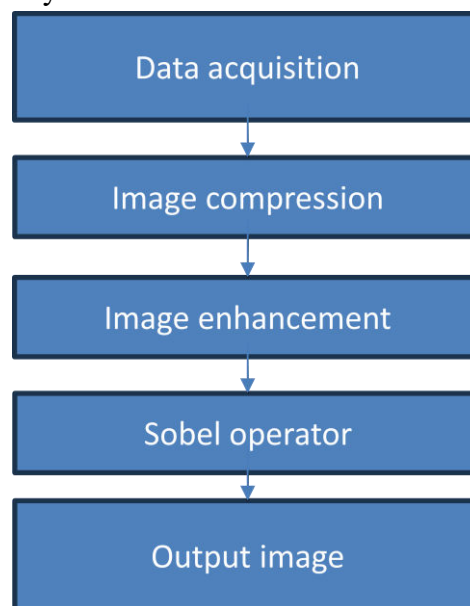 Data acquisition
Image compression
Image enhancement
Sobel operator
Output image